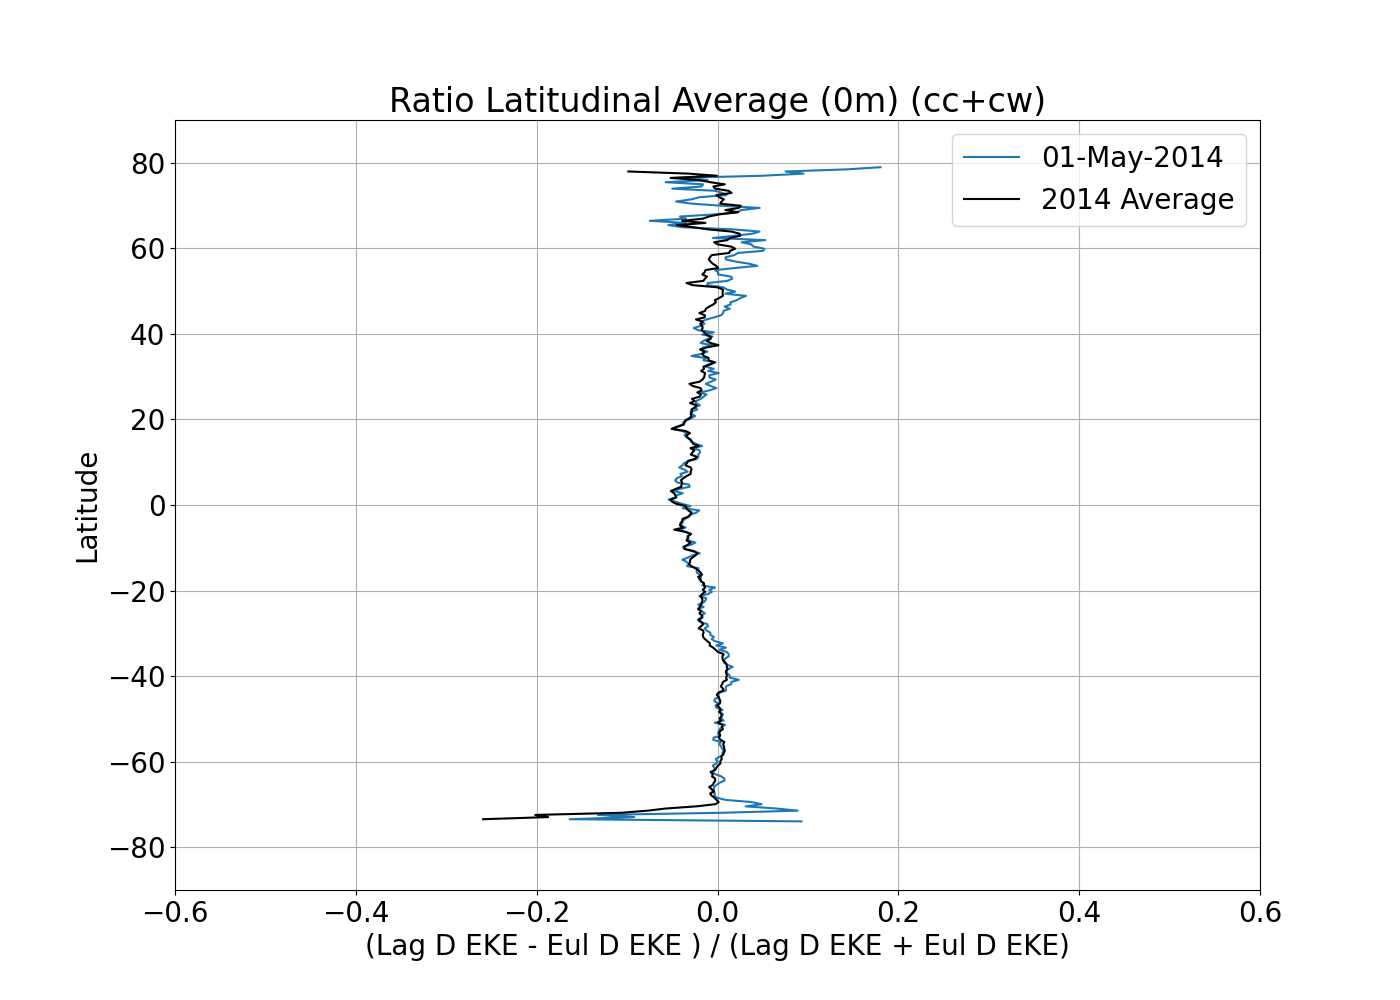 Ratio Latitudinal Average (0m) (cc+cw)
01-May-2014
2014 Average
80
60
40
20
0
−20
−40
−60
−80
Latitude
−0.6 −0.4 −0.2 0.0 0.2 0.4 0.6
(Lag D EKE - Eul D EKE ) / (Lag D EKE + Eul D EKE)